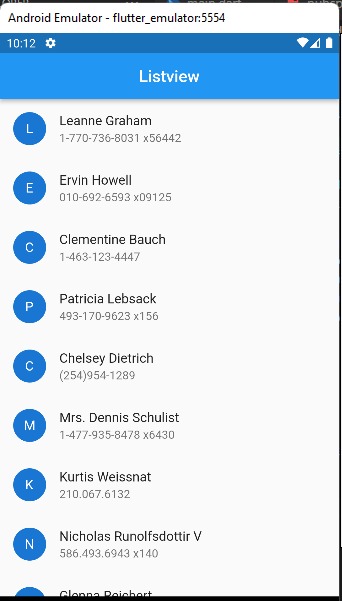 Android Emulator - flutter_emulator:5554
10:12
Listview
L
Leanne Graham
1-770-736-8031 x56442
E
Ervin Howell
010-692-6593 x09125
C
Clementine Bauch
1-463-123-4447
P
Patricia Lebsack
493-170-9623 x156
C
Chelsey Dietrich
(254)954-1289
M
Mrs. Dennis Schulist
1-477-935-8478 x6430
K
Kurtis Weissnat
210.067.6132
N
Nicholas Runolfsdottir V
586.493.6943 x140
Glenna Reichert